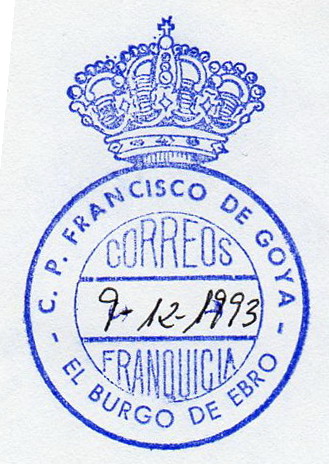 - C. P. FRANCISCO DE GOYA -
CORREOS
9-12-1993
FRANQUICIA
EL BURGO DE EBRO